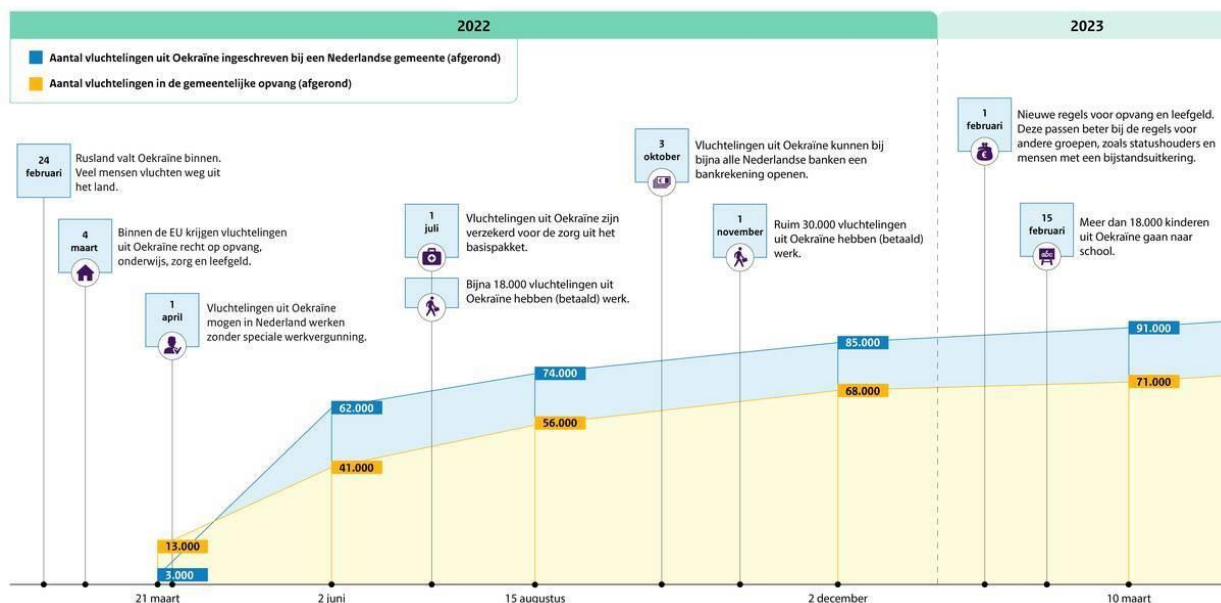 2022
2023
Aantal vluchtelingen uit Oekraïne ingeschreven bij een Nederlandse gemeente (afgerond)
Aantal vluchtelingen in de gemeentelijke opvang (afgerond)
24
februari
Rusland valt Oekraïne binnen.
Veel mensen vluchten weg uit
het land.
4
maart
Binnen de EU krijgen vluchtelingen
uit Oekraïne recht op opvang,
onderwijs, zorg en leefgeld.
1
april
Vluchtelingen uit Oekraïne
mogen in Nederland werken
zonder speciale werkvergunning.
1
juli
Vluchtelingen uit Oekraïne zijn
verzekerd voor de zorg uit het
basispakket.
Bijna 18.000 vluchtelingen uit
Oekraïne hebben (betaald) werk.
3
oktober
Vluchtelingen uit Oekraïne kunnen bij
bijna alle Nederlandse banken een
bankrekening openen.
1
november
Ruim 30.000 vluchtelingen
uit Oekraïne hebben (betaald)
werk.
1
februari
Nieuwe regels voor opvang en leefgeld.
Deze passen beter bij de regels voor
andere groepen, zoals statushouders en
mensen met een bijstandsuitkering.
15
februari
abc
Meer dan 18.000 kinderen
uit Oekraïne gaan naar
school.
13.000
3.000
62.000
41.000
74.000
56.000
85.000
68.000
91.000
71.000
21 maart
2 juni
15 augustus
2 december
10 maart